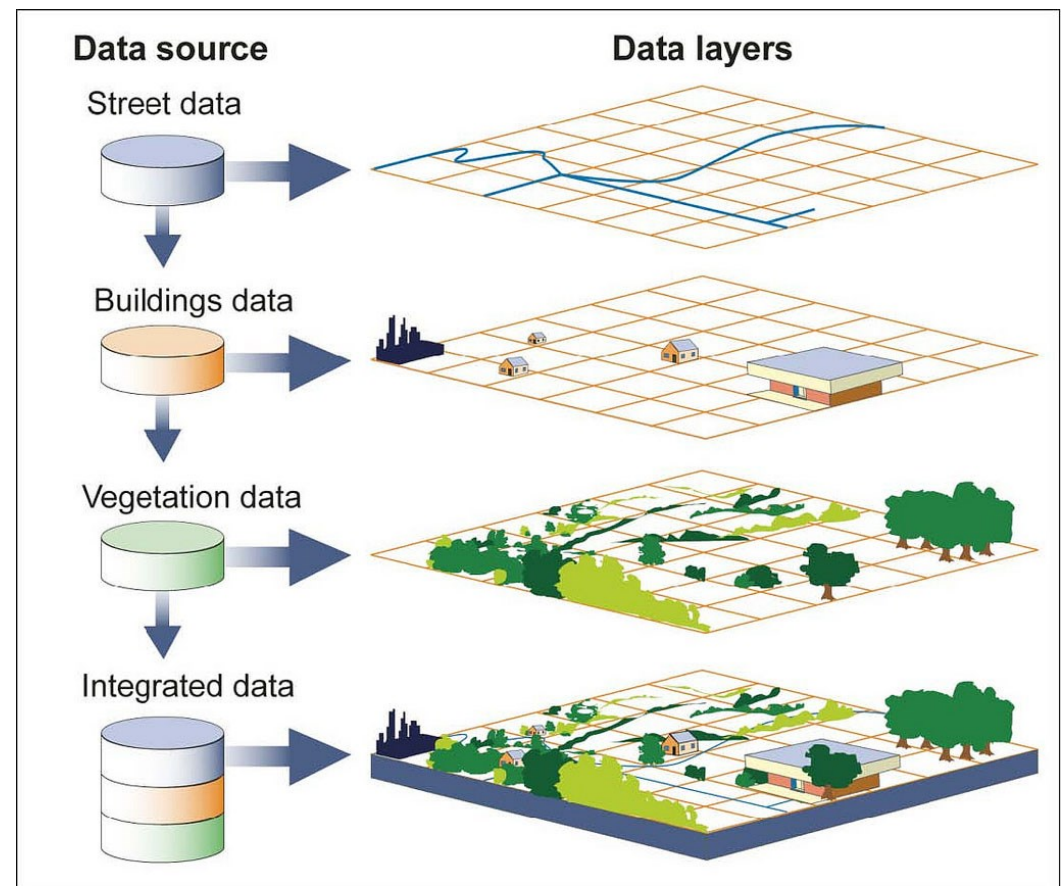 Data source
Data layers
Street data
Buildings data
Vegetation data
Integrated data